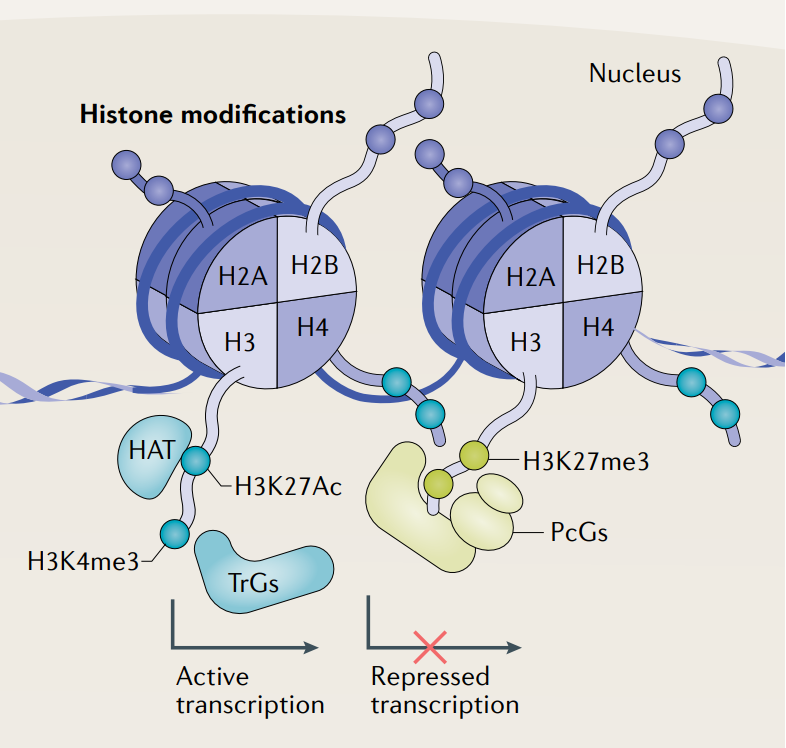 Nucleus
Histone modifications
H2A
H2B
H3
H4
H2A
H2B
H3
H4
HAT
H3K27Ac
H3K4me3
TrGs
H3K27me3
PcGs
Active
transcription
Repressed
transcription